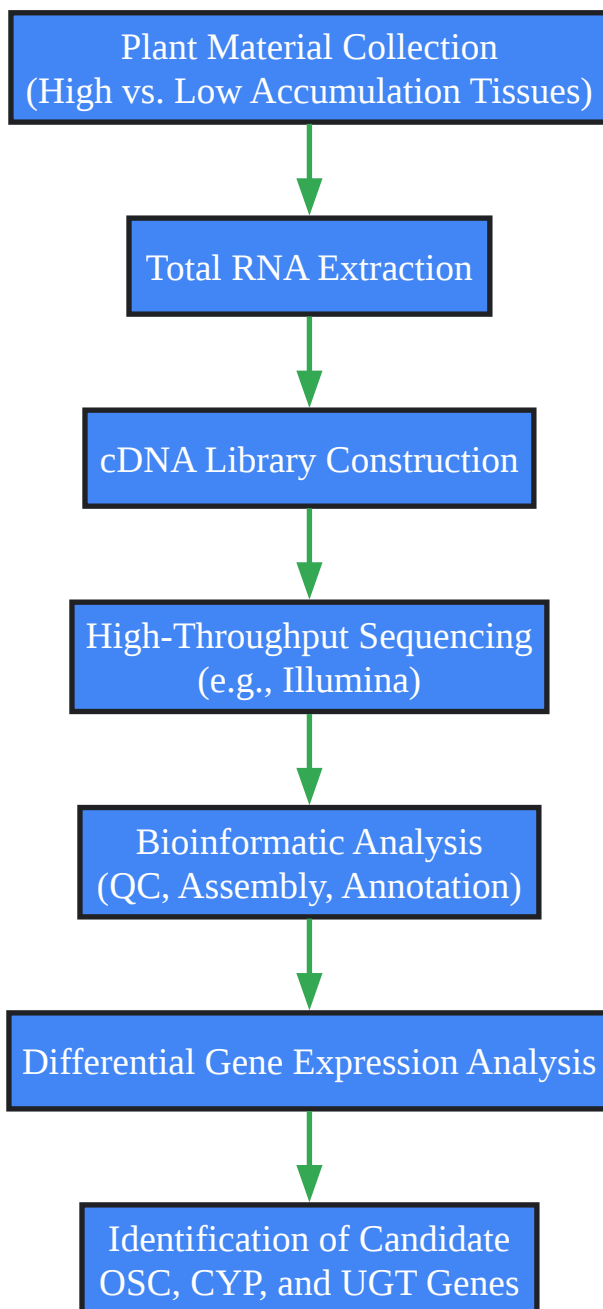 Plant Material Collection
(High vs. Low Accumulation Tissues)
Total RNA Extraction
cDNA Library Construction
High-Throughput Sequencing
(e.g., Illumina)
Bioinformatic Analysis
(QC, Assembly, Annotation)
Differential Gene Expression Analysis
Identification of Candidate
OSC, CYP, and UGT Genes